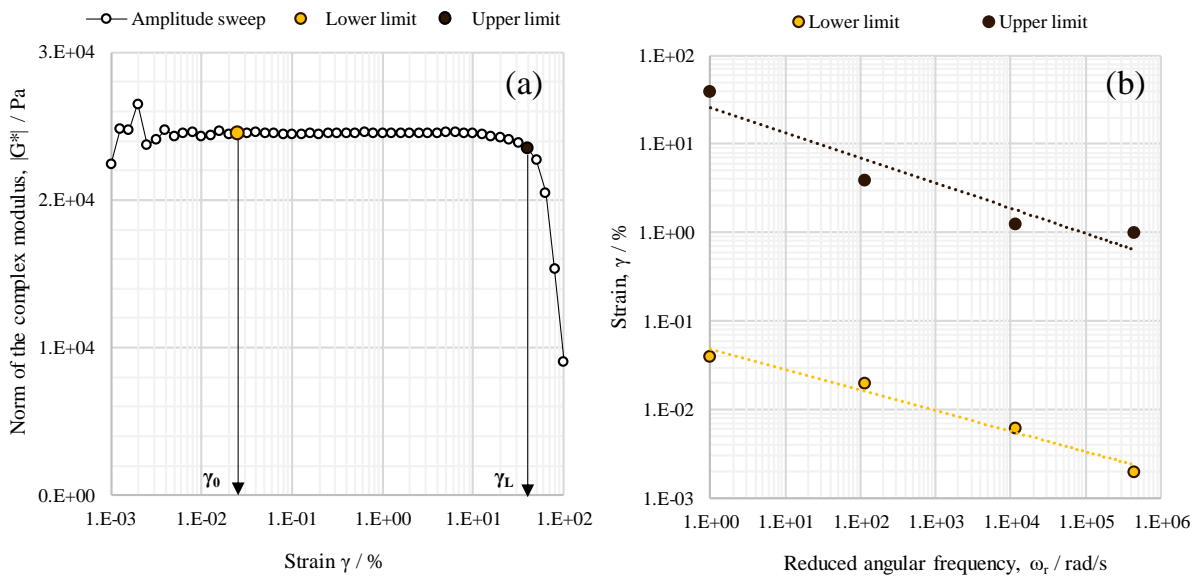 Amplitude sweep Lower limit Upper limit
3.E+04
2.E+04
1.E+04
0.E+00
Norm of the complex modulus, |G*| / Pa
(a)
γ0
γL
1.E-03 1.E-02 1.E-01 1.E+00 1.E+01 1.E+02
Strain γ / %
Lower limit Upper limit
1.E+02
1.E+01
1.E+00
1.E-01
1.E-02
1.E-03
Strain, γ / %
(b)
1.E+00 1.E+01 1.E+02 1.E+03 1.E+04 1.E+05 1.E+06
Reduced angular frequency, ωr / rad/s